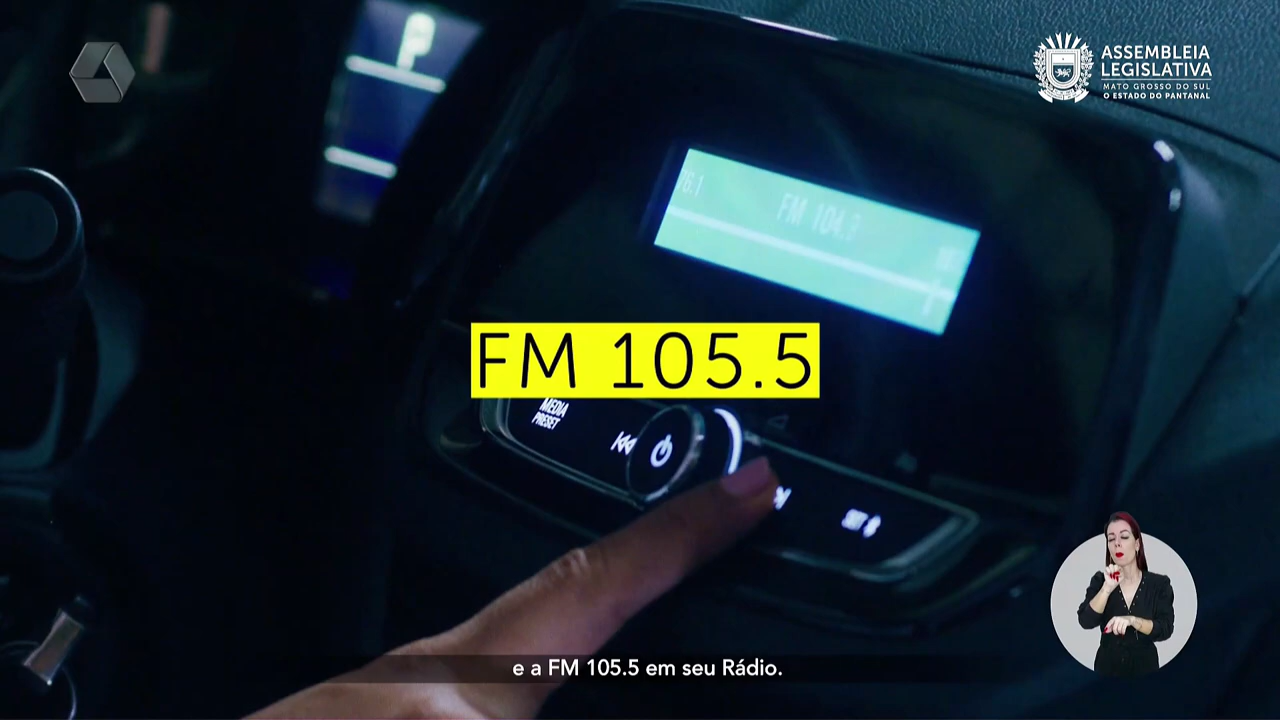 P
ASSEMBLEIA
LEGISLATIVA
MATO GROSSO DO SUL
O ESTADO DO PANTANAL
FM 104.
FM 105.5
MEDIA
PRESET
e a FM 105.5 em seu Rádio.